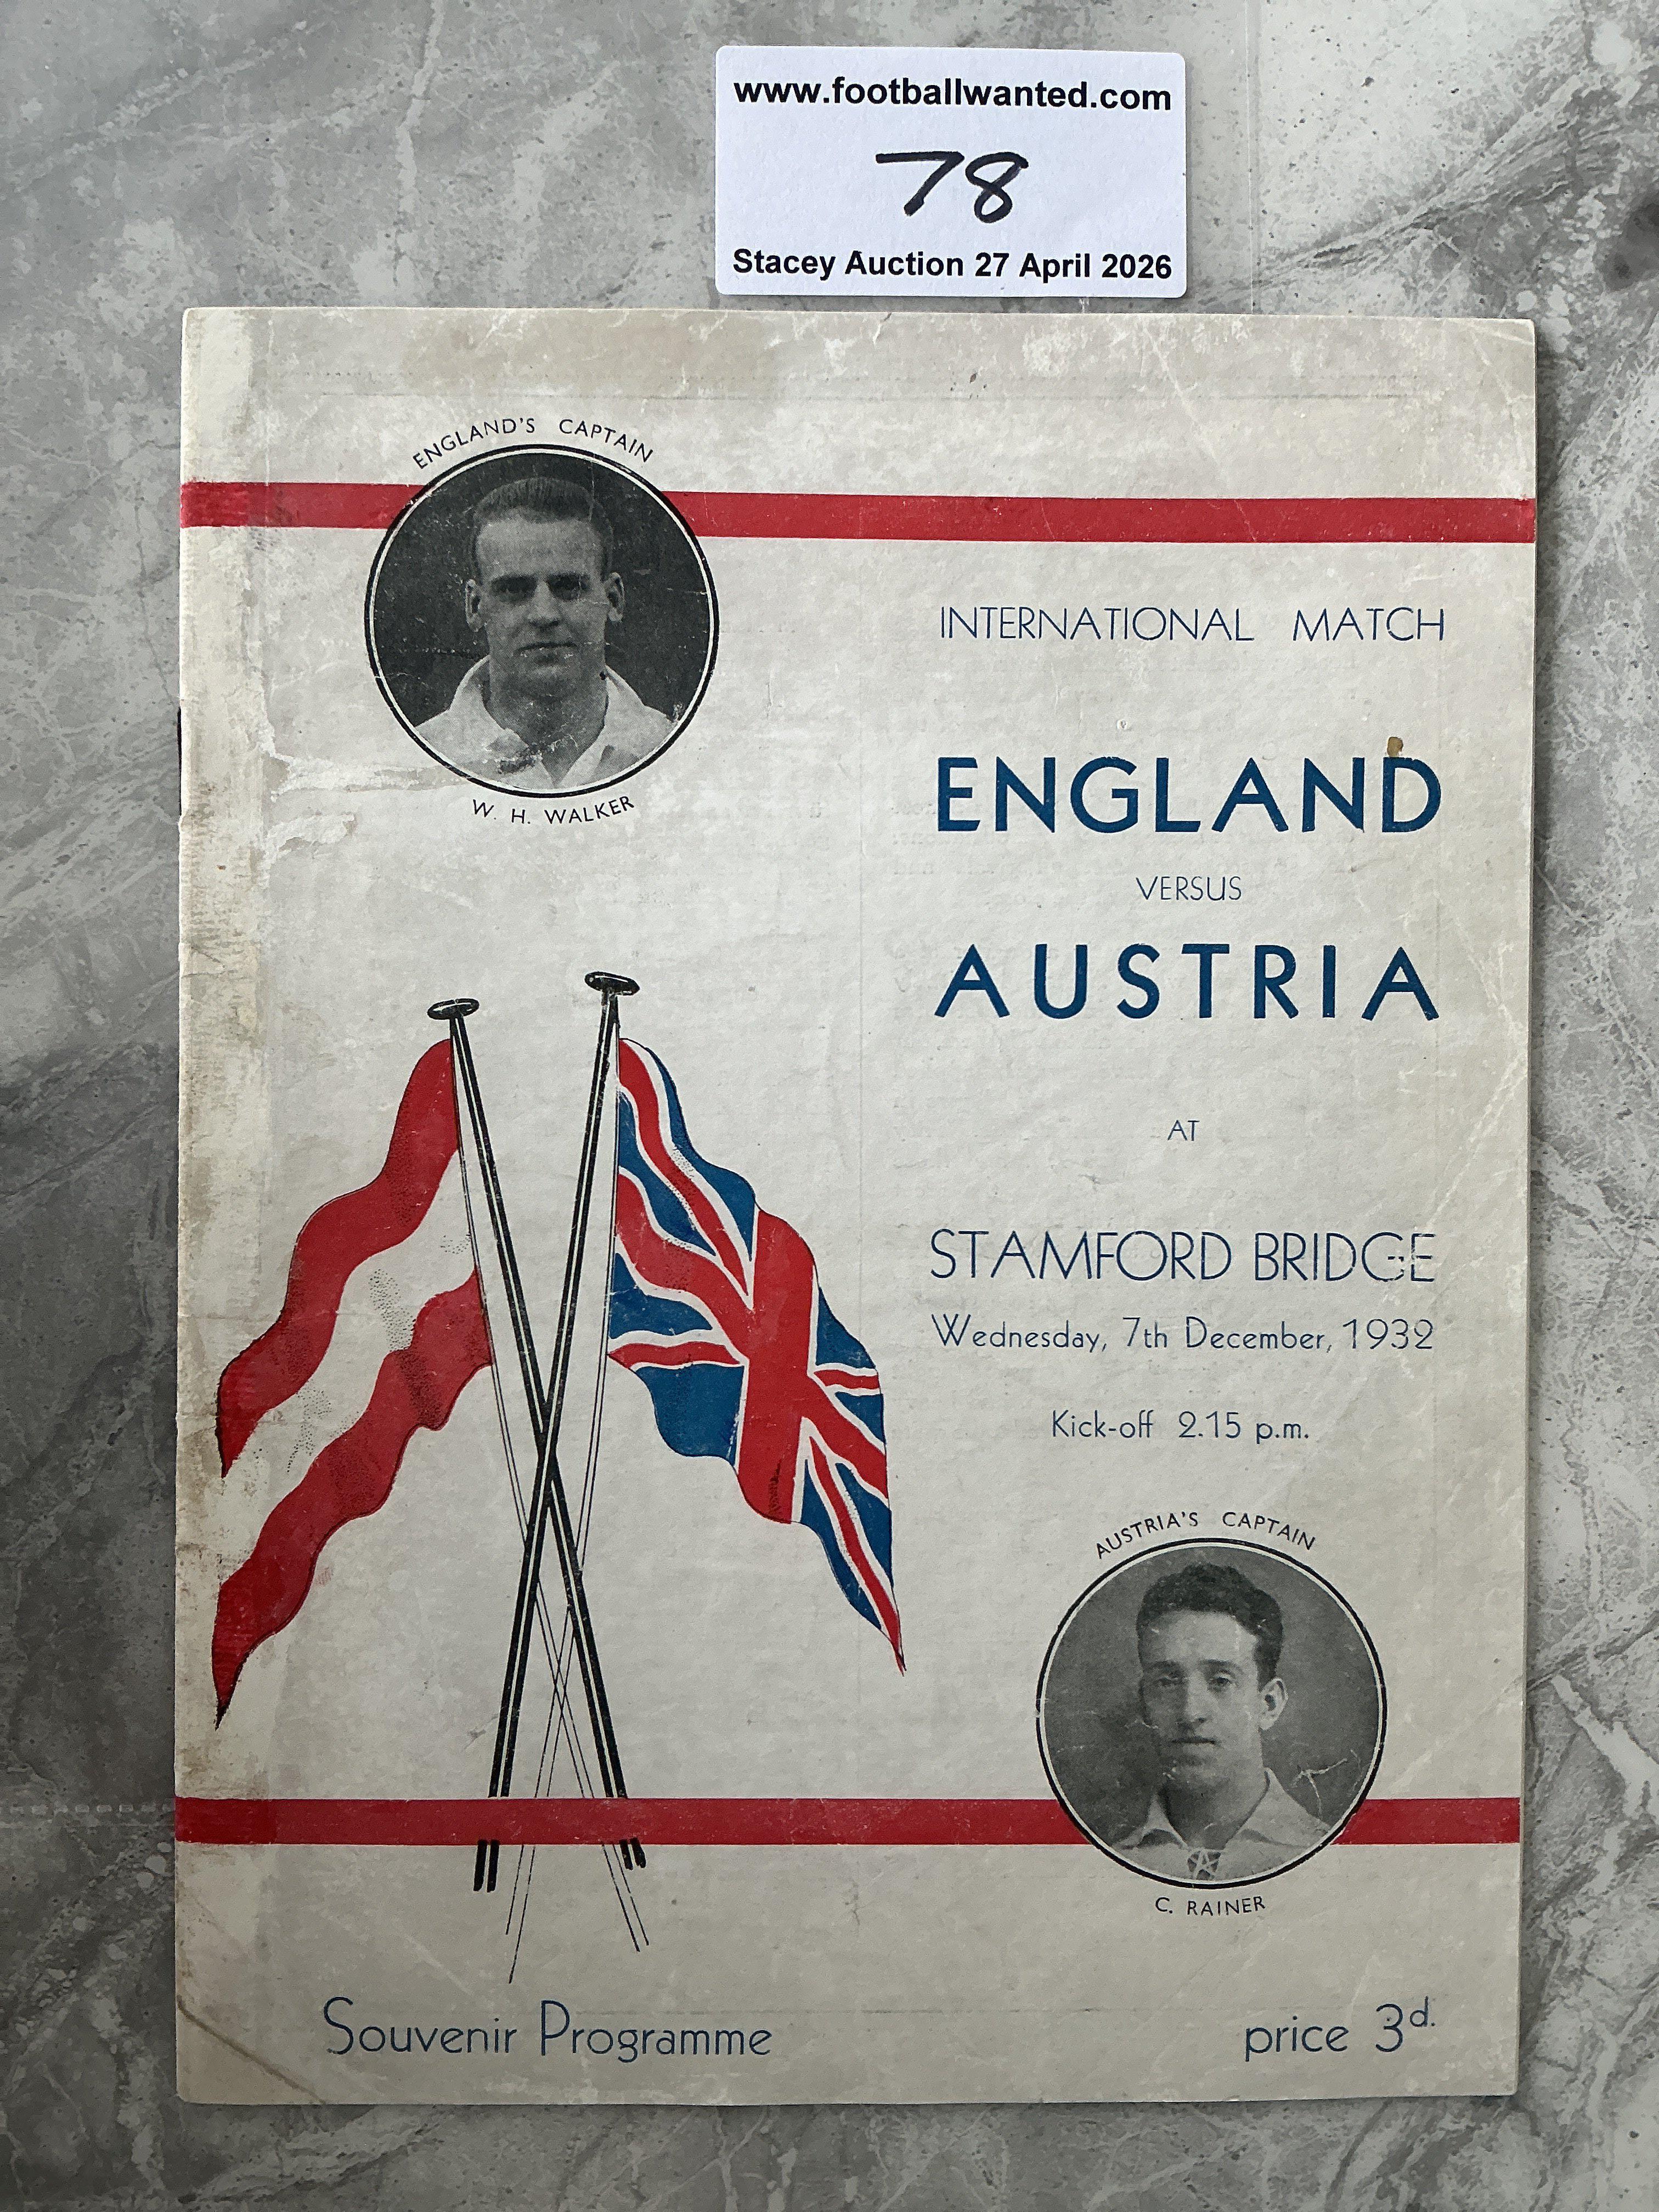 www.footballwanted.com
78
Stacey Auction 27 April 2026
ENGLAND'S CAPTAIN
W. H. WALKER
INTERNATIONAL MATCH
ENGLAND
VERSUS
AUSTRIA
AT
STAMFORD BRIDGE
Wednesday, 7th December, 1932
Kick-off 2.15 p.m.
AUSTRIA'S CAPTAIN
C. RAINER
Souvenir Programme
price 3d.